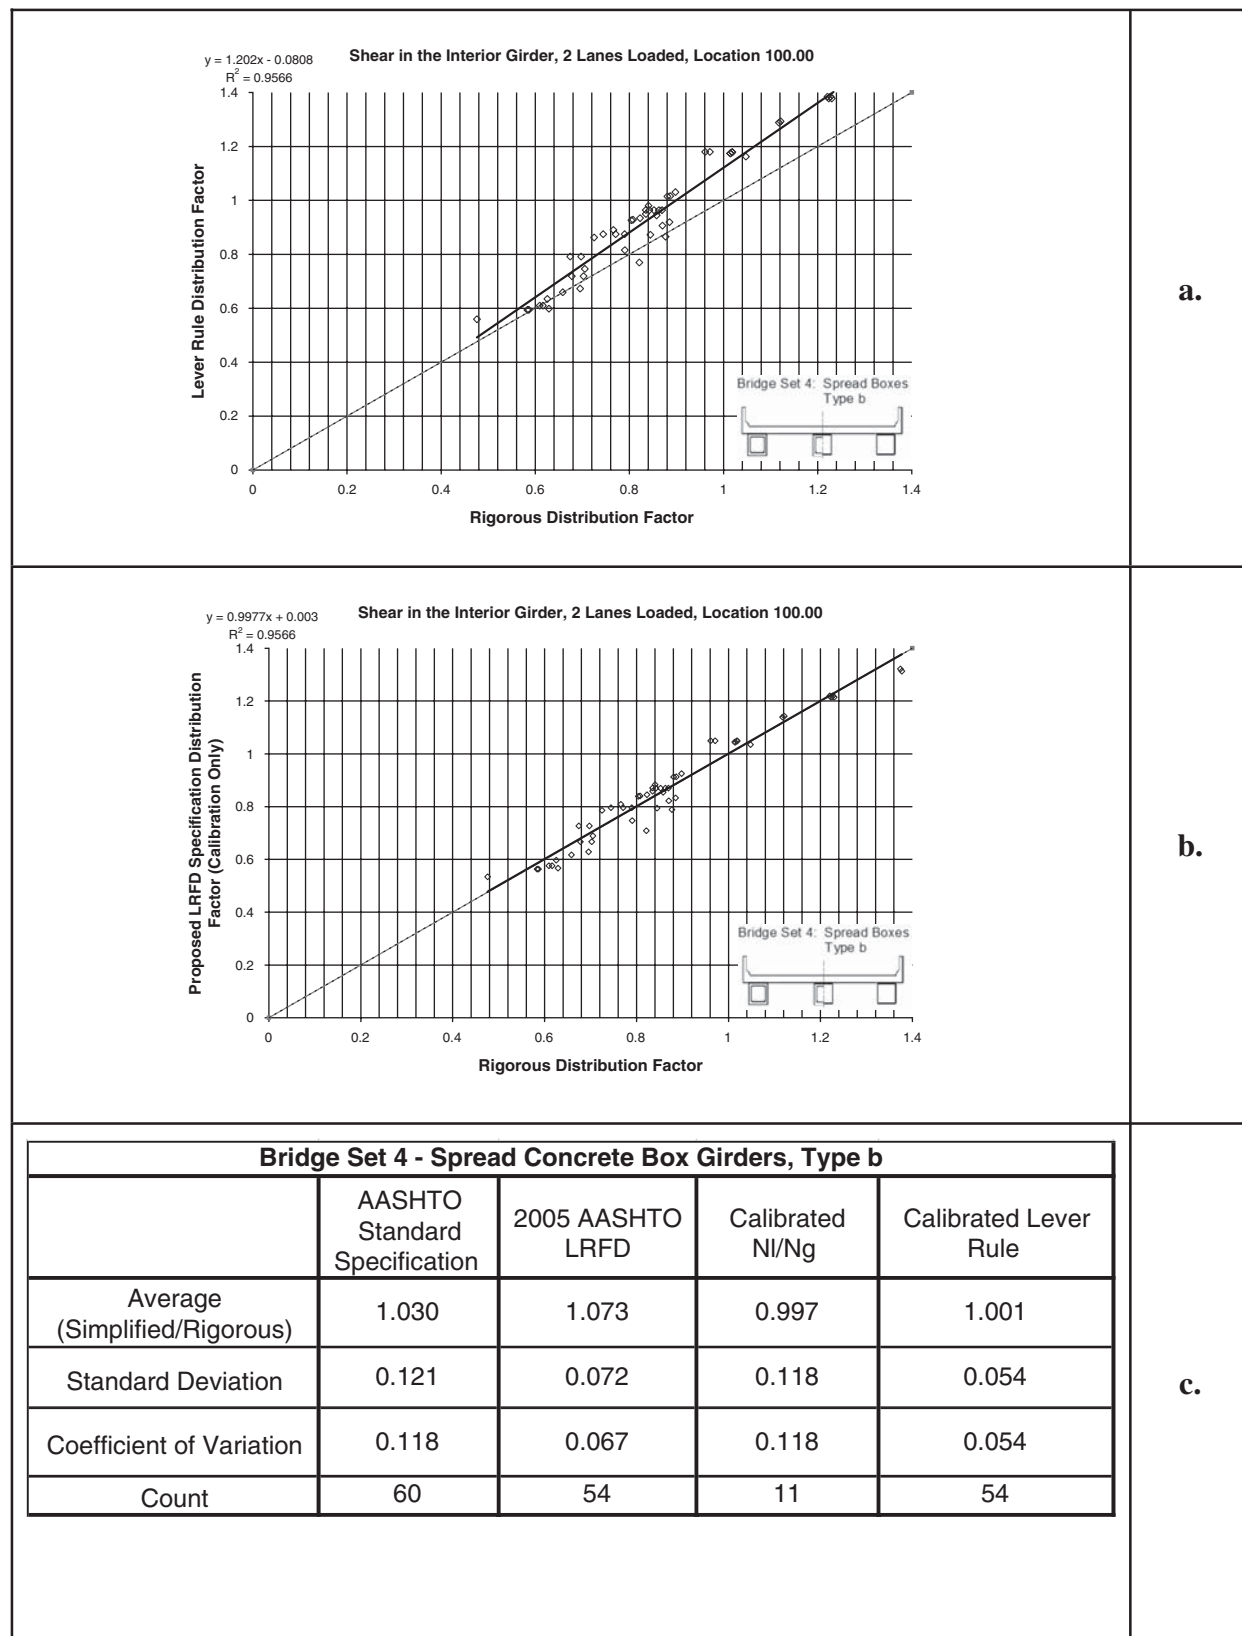 y = 1.202x - 0.0808
R2 = 0.9566
Shear in the Interior Girder, 2 Lanes Loaded, Location 100.00
Lever Rule Distribution Factor
1.4
1.2
1
0.8
0.6
0.4
0.2
0
0 0.2 0.4 0.6 0.8 1 1.2 1.4
Rigorous Distribution Factor
Bridge Set 4: Spread Boxes
Type b
a.
y = 0.9977x + 0.003
R2 = 0.9566
Shear in the Interior Girder, 2 Lanes Loaded, Location 100.00
Proposed LRFD Specification Distribution
Factor (Calibration Only)
1.4
1.2
1
0.8
0.6
0.4
0.2
0
0 0.2 0.4 0.6 0.8 1 1.2 1.4
Rigorous Distribution Factor
Bridge Set 4: Spread Boxes
Type b
b.
Bridge Set 4 - Spread Concrete Box Girders, Type b
AASHTO
Standard
Specification
2005 AASHTO
LRFD
Calibrated
Nl/Ng
Calibrated Lever
Rule
Average
(Simplified/Rigorous)
1.030 1.073 0.997 1.001
Standard Deviation 0.121 0.072 0.118 0.054
Coefficient of Variation 0.118 0.067 0.118 0.054
Count 60 54 11 54
c.